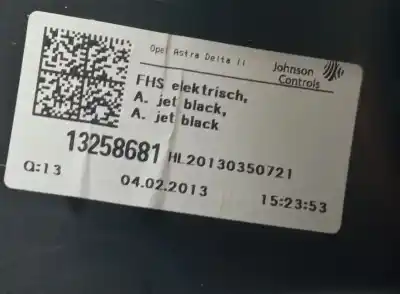 Opel Astra Delta II
Johnson
Controls
FHS elektrisch,
A. jet black,
A. jet black
13258681 HL20130350721
Q:13 04.02.2013 15:23:53